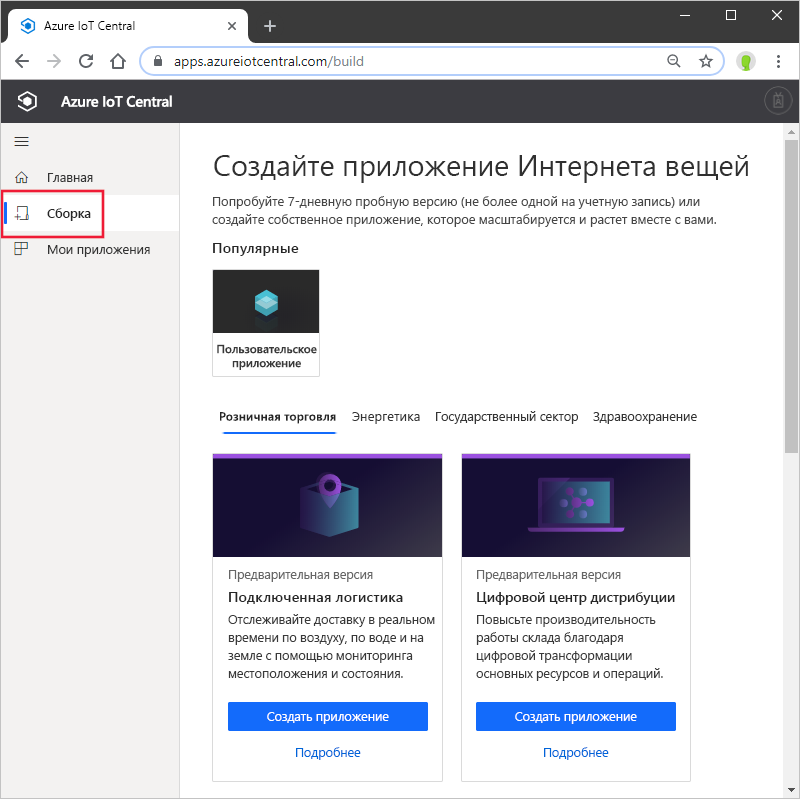 Azure IoT Central
apps.azureiotcentral.com/build
Azure IoT Central
Главная
Сборка
Мои приложения
Создайте приложение Интернета вещей
Попробуйте 7-дневную пробную версию (не более одной на учетную запись) или
создайте собственное приложение, которое масштабируется и растет вместе с вами.
Популярные
Пользовательское
приложение
Розничная торговля Энергетика Государственный сектор Здравоохранение
Предварительная версия
Подключенная логистика
Отслеживайте доставку в реальном
времени по воздуху, по воде и на
земле с помощью мониторинга
местоположения и состояния.
Создать приложение
Подробнее
Предварительная версия
Цифровой центр дистрибуции
Повысьте производительность
работы склада благодаря
цифровой трансформации
основных ресурсов и операций.
Создать приложение
Подробнее